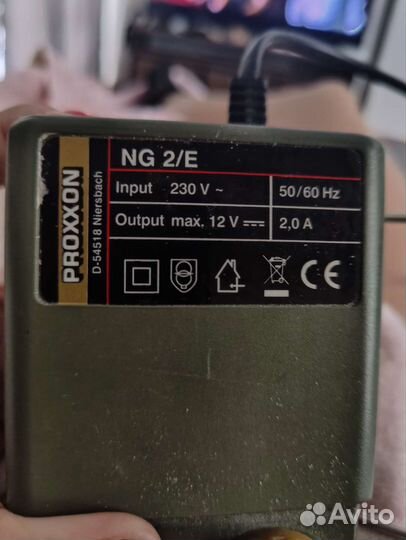 PROXXON
D-54518 Niersbach
NG 2/E
Input 230 V ~ 50/60 Hz
Output max. 12 V ⎓ 2,0 A
CE
Avito